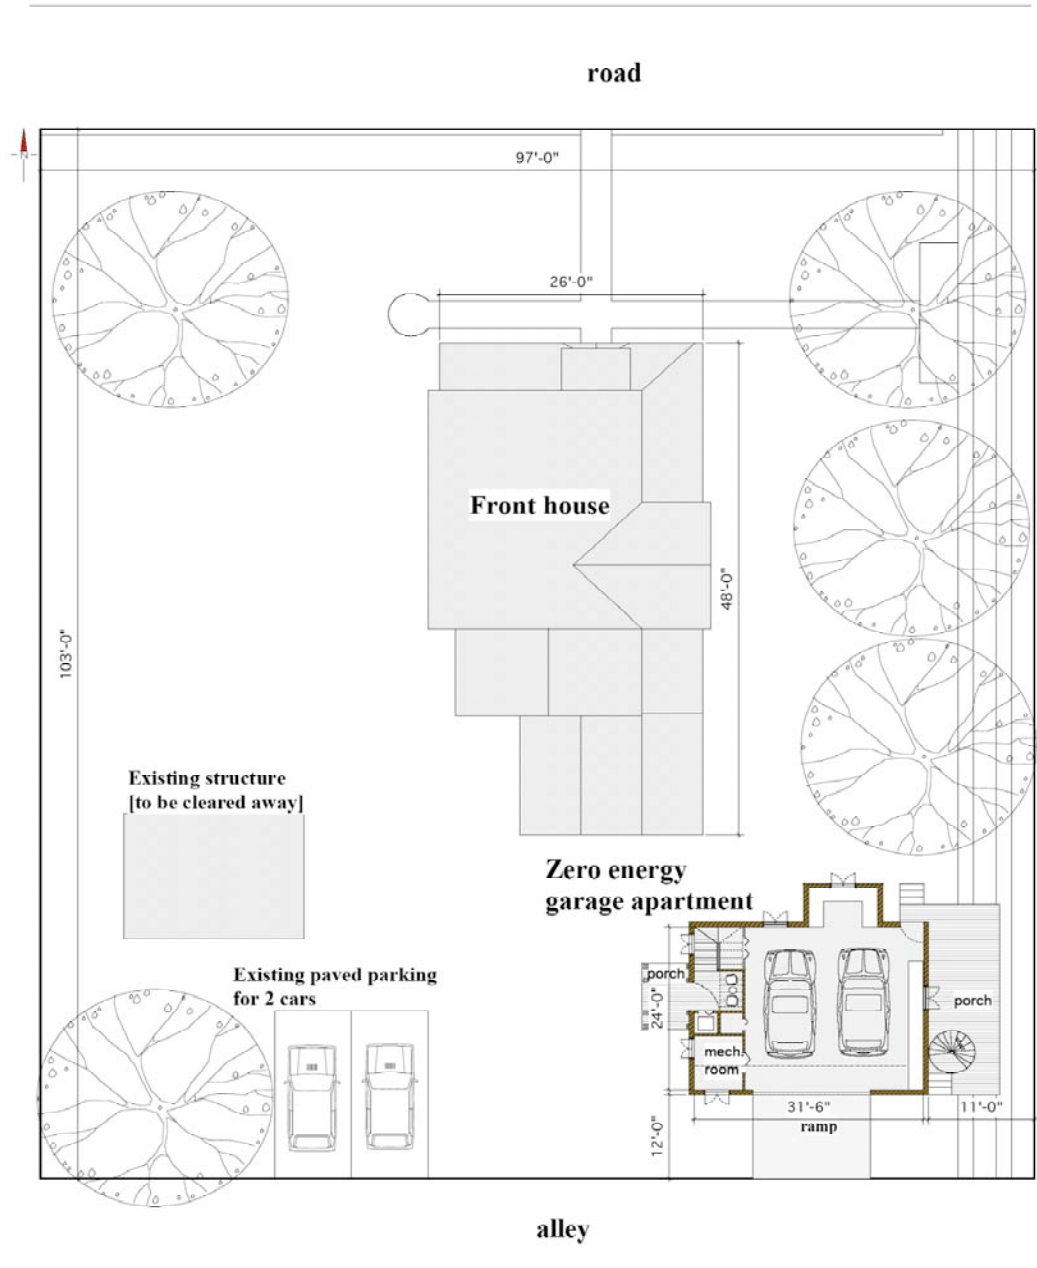 road
N
97'-0"
26'-0"
Front house
48'-0"
103'-0"
Existing structure
[to be cleared away]
Zero energy
garage apartment
Existing paved parking
for 2 cars
porch
24'-0"
porch
mech.
room
31'-6"
11'-0"
ramp
12'-0"
alley